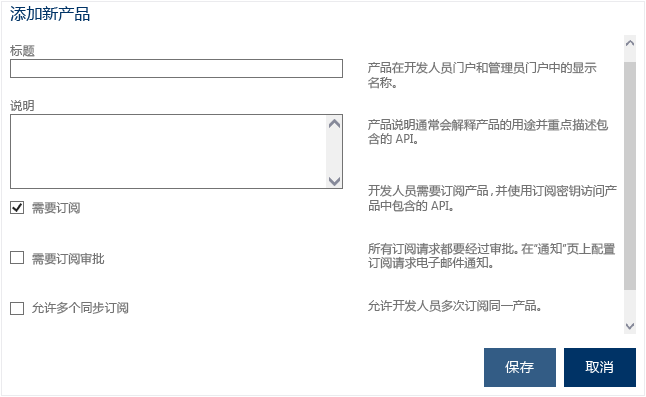 添加新产品
标题
产品在开发人员门户和管理员门户中的显示
名称。
说明
产品说明通常会解释产品的用途并重点描述包
含的 API。
开发人员需要订阅产品，并使用订阅密钥访问产
品中包含的 API。
需要订阅
所有订阅请求都要经过审批。在“通知”页上配置
订阅请求电子邮件通知。
需要订阅审批
允许多个同步订阅
允许开发人员多次订阅同一产品。
保存
取消